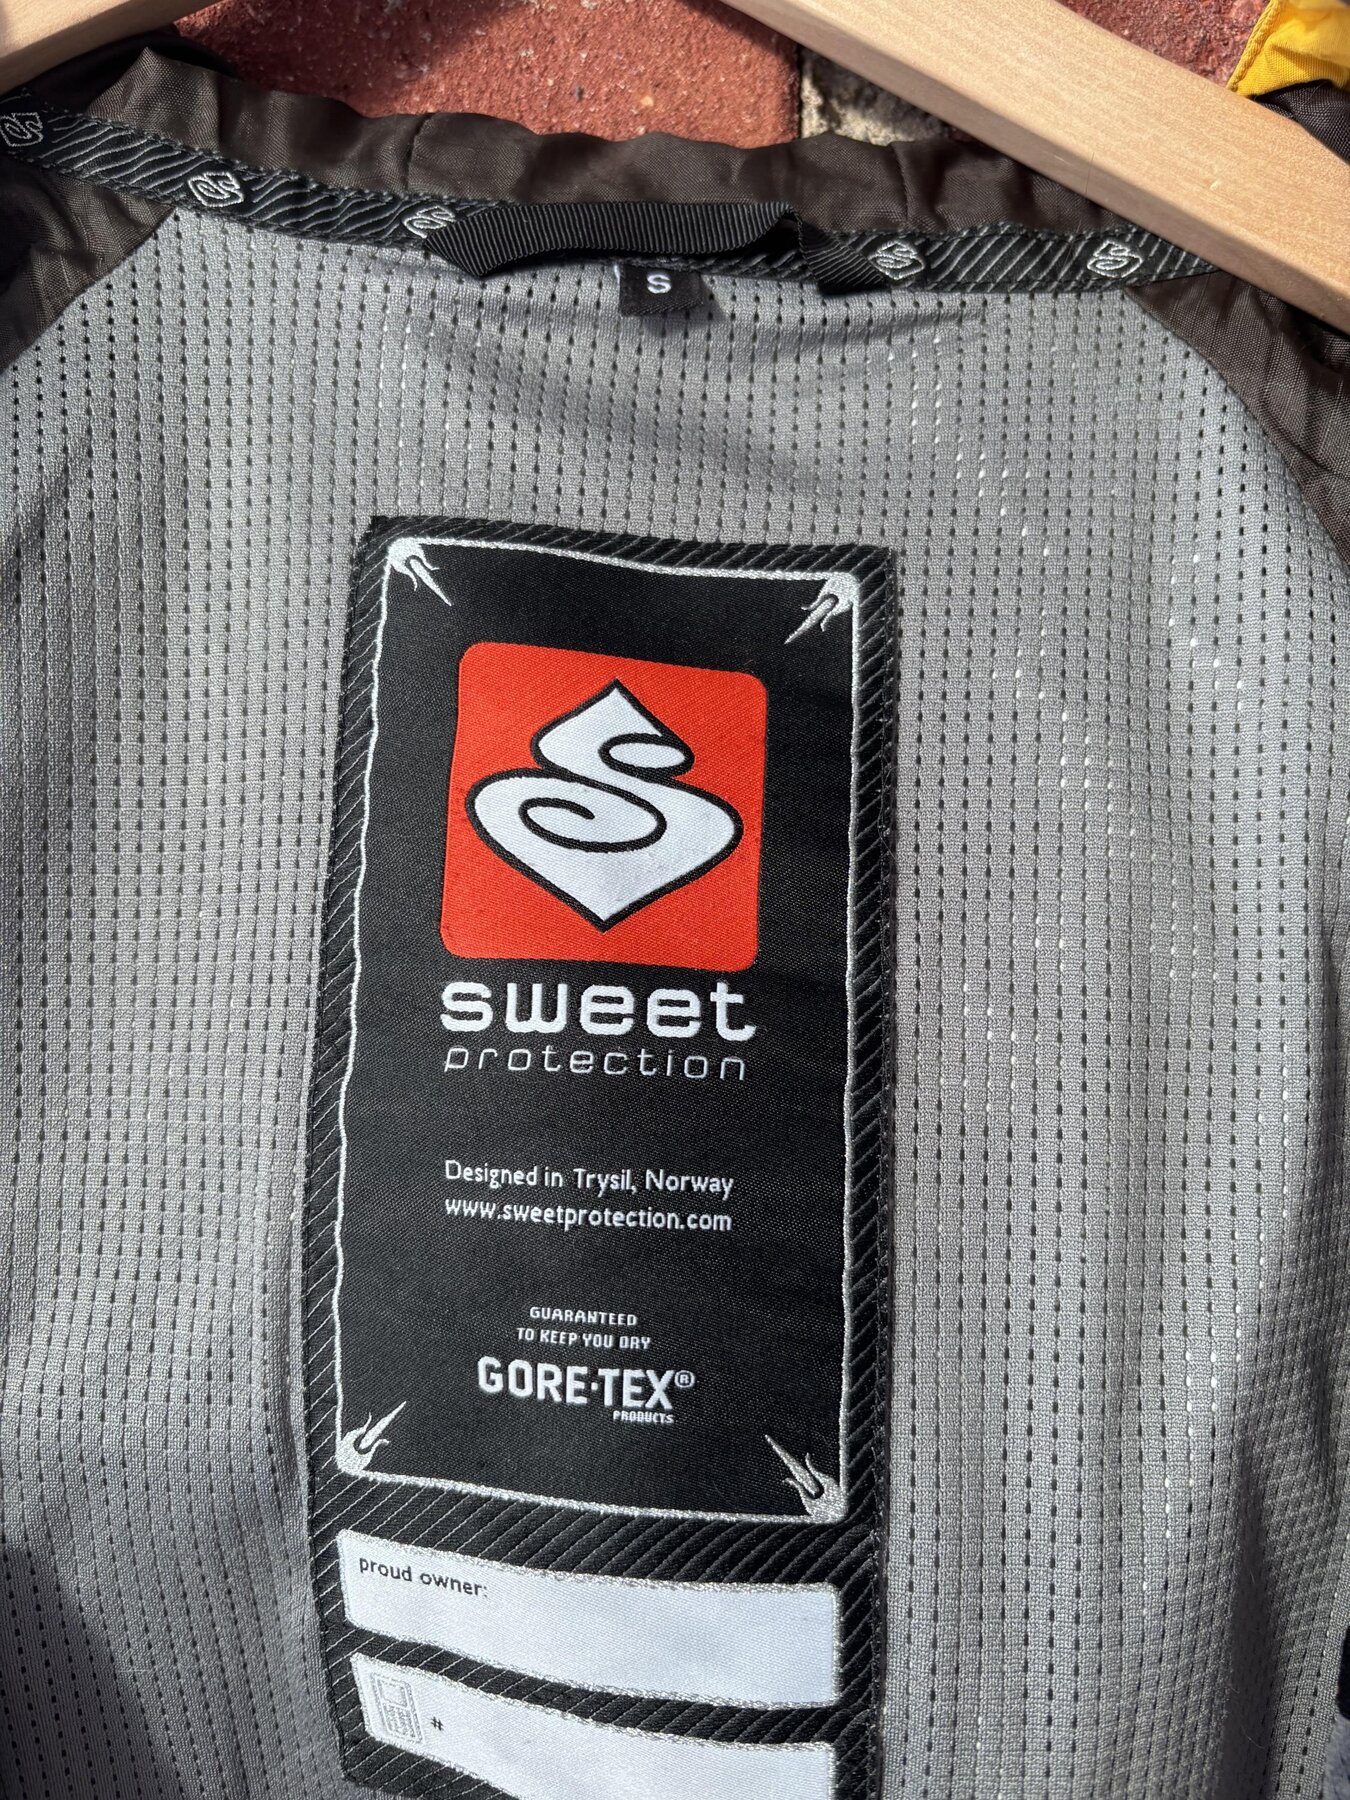 S
sweet
protection
Designed in Trysil, Norway
www.sweetprotection.com
GUARANTEED
TO KEEP YOU DRY
GORE-TEX®
PRODUCTS
proud owner:
#